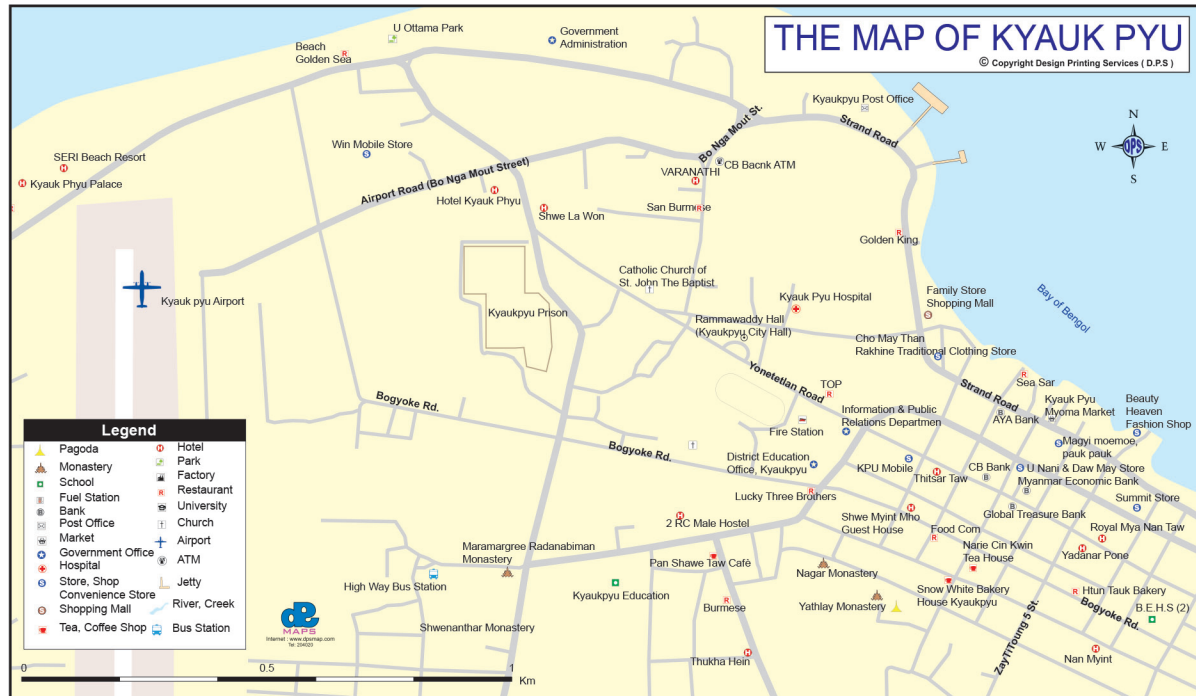 THE MAP OF KYAUK PYU
© Copyright Design Printing Services ( D.P.S )
U Ottama Park
Government
Administration
Beach
Golden Sea
Kyaukpyu Post Office
Strand Road
N
W
DPS
E
S
Win Mobile Store
Bo Nga Mout St.
CB Bacnk ATM
SERI Beach Resort
Kyauk Phyu Palace
Airport Road (Bo Nga Mout Street)
VARANATHI
Hotel Kyauk Phyu
Shwe La Won
San Burmese
Golden King
Catholic Church of
St. John The Baptist
Kyauk pyu Airport
Kyaukpyu Prison
Kyauk Pyu Hospital
Family Store
Shopping Mall
Bay of Bengol
Rammawaddy Hall
(Kyaukpyu City Hall)
Cho May Than
Rakhine Traditional Clothing Store
Yonetetlan Road
Strand Road
Sea Sar
TOP
Bogyoke Rd.
Information & Public
Relations Departmen
AYA Bank
Kyauk Pyu
Myoma Market
Beauty
Heaven
Fashion Shop
Fire Station
Bogyoke Rd.
Magyi moemoe,
pauk pauk
District Education
Office, Kyaukpyu
KPU Mobile
Thitsar Taw
CB Bank
U Nani & Daw May Store
Myanmar Economic Bank
Lucky Three Brothers
Summit Store
Global Treasure Bank
2 RC Male Hostel
Shwe Myint Mho
Guest House
Food Corn
Royal Mya Nan Taw
Narie Cin Kwin
Tea House
Yadanar Pone
Maramargree Radanabiman
Monastery
Pan Shawe Taw Cafè
Nagar Monastery
High Way Bus Station
Kyaukpyu Education
Snow White Bakery
House Kyaukpyu
Htun Tauk Bakery
Burmese
Yathlay Monastery
Bogyoke Rd.
B.E.H.S (2)
Shwenanthar Monastery
ZayTiToung 5 St.
Thukha Hein
Nan Myint
Legend
Pagoda
Monastery
School
Fuel Station
Bank
Post Office
Market
Government Office
Hospital
Store, Shop
Convenience Store
Shopping Mall
Tea, Coffee Shop
Hotel
Park
Factory
Restaurant
University
Church
Airport
ATM
Jetty
River, Creek
Bus Station
MAPS
Internet : www.dpsmap.com
Tel: 204020
0
0.5
1
Km